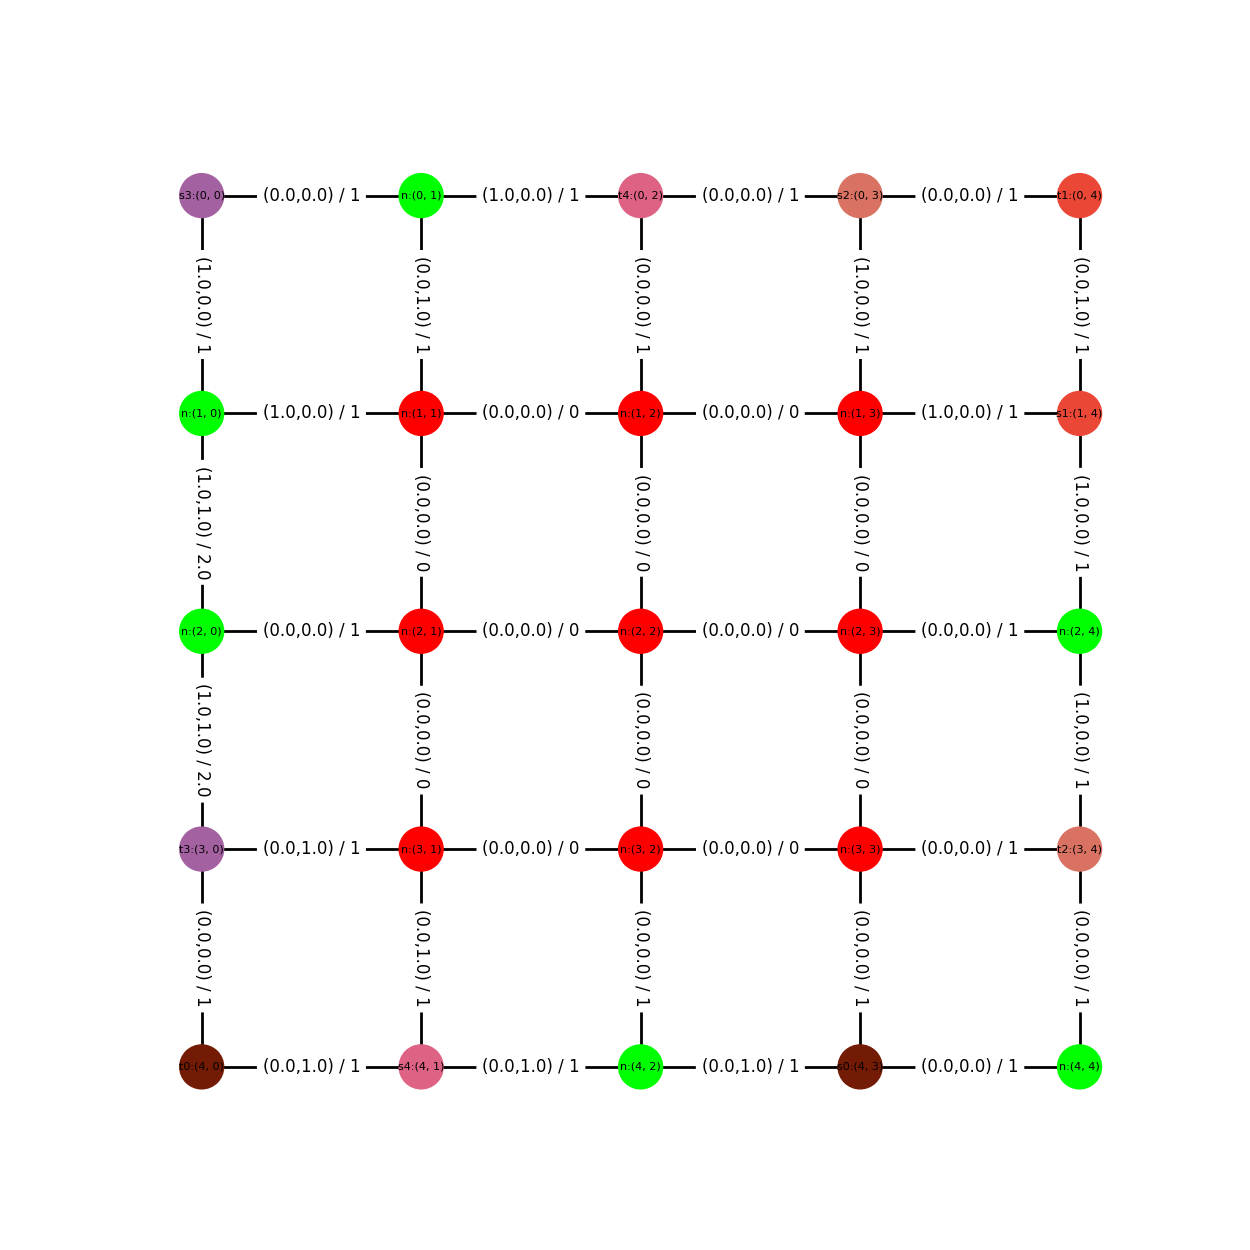 s3:(0, 0) (0.0,0.0) / 1 n:(0, 1) (1.0,0.0) / 1 t4:(0, 2) (0.0,0.0) / 1 s2:(0, 3) (0.0,0.0) / 1 t1:(0, 4)
(1.0,0.0) / 1 (0.0,1.0) / 1 (0.0,0.0) / 1 (1.0,0.0) / 1 (0.0,1.0) / 1
n:(1, 0) (1.0,0.0) / 1 n:(1, 1) (0.0,0.0) / 0 n:(1, 2) (0.0,0.0) / 0 n:(1, 3) (1.0,0.0) / 1 s1:(1, 4)
(1.0,1.0) / 2.0 (0.0,0.0) / 0 (0.0,0.0) / 0 (0.0,0.0) / 0 (1.0,0.0) / 1
n:(2, 0) (0.0,0.0) / 1 n:(2, 1) (0.0,0.0) / 0 n:(2, 2) (0.0,0.0) / 0 n:(2, 3) (0.0,0.0) / 1 n:(2, 4)
(1.0,1.0) / 2.0 (0.0,0.0) / 0 (0.0,0.0) / 0 (0.0,0.0) / 0 (1.0,0.0) / 1
t3:(3, 0) (0.0,1.0) / 1 n:(3, 1) (0.0,0.0) / 0 n:(3, 2) (0.0,0.0) / 0 n:(3, 3) (0.0,0.0) / 1 t2:(3, 4)
(0.0,0.0) / 1 (0.0,1.0) / 1 (0.0,0.0) / 1 (0.0,0.0) / 1 (0.0,0.0) / 1
t0:(4, 0) (0.0,1.0) / 1 s4:(4, 1) (0.0,1.0) / 1 n:(4, 2) (0.0,1.0) / 1 s0:(4, 3) (0.0,0.0) / 1 n:(4, 4)